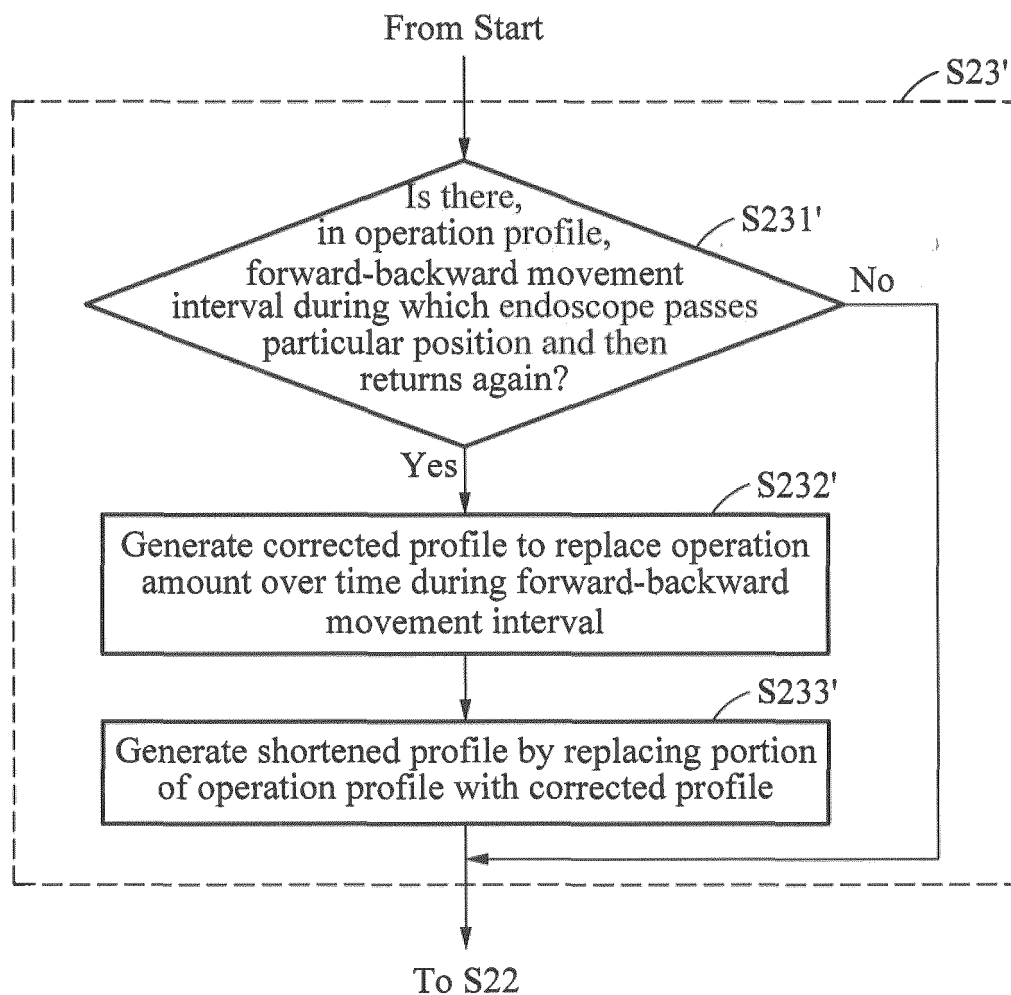 From Start
S23'
Is there,
in operation profile,
forward-backward movement
interval during which endoscope passes
particular position and then
returns again?
S231'
No
Yes
S232'
Generate corrected profile to replace operation
amount over time during forward-backward
movement interval
S233'
Generate shortened profile by replacing portion
of operation profile with corrected profile
To S22